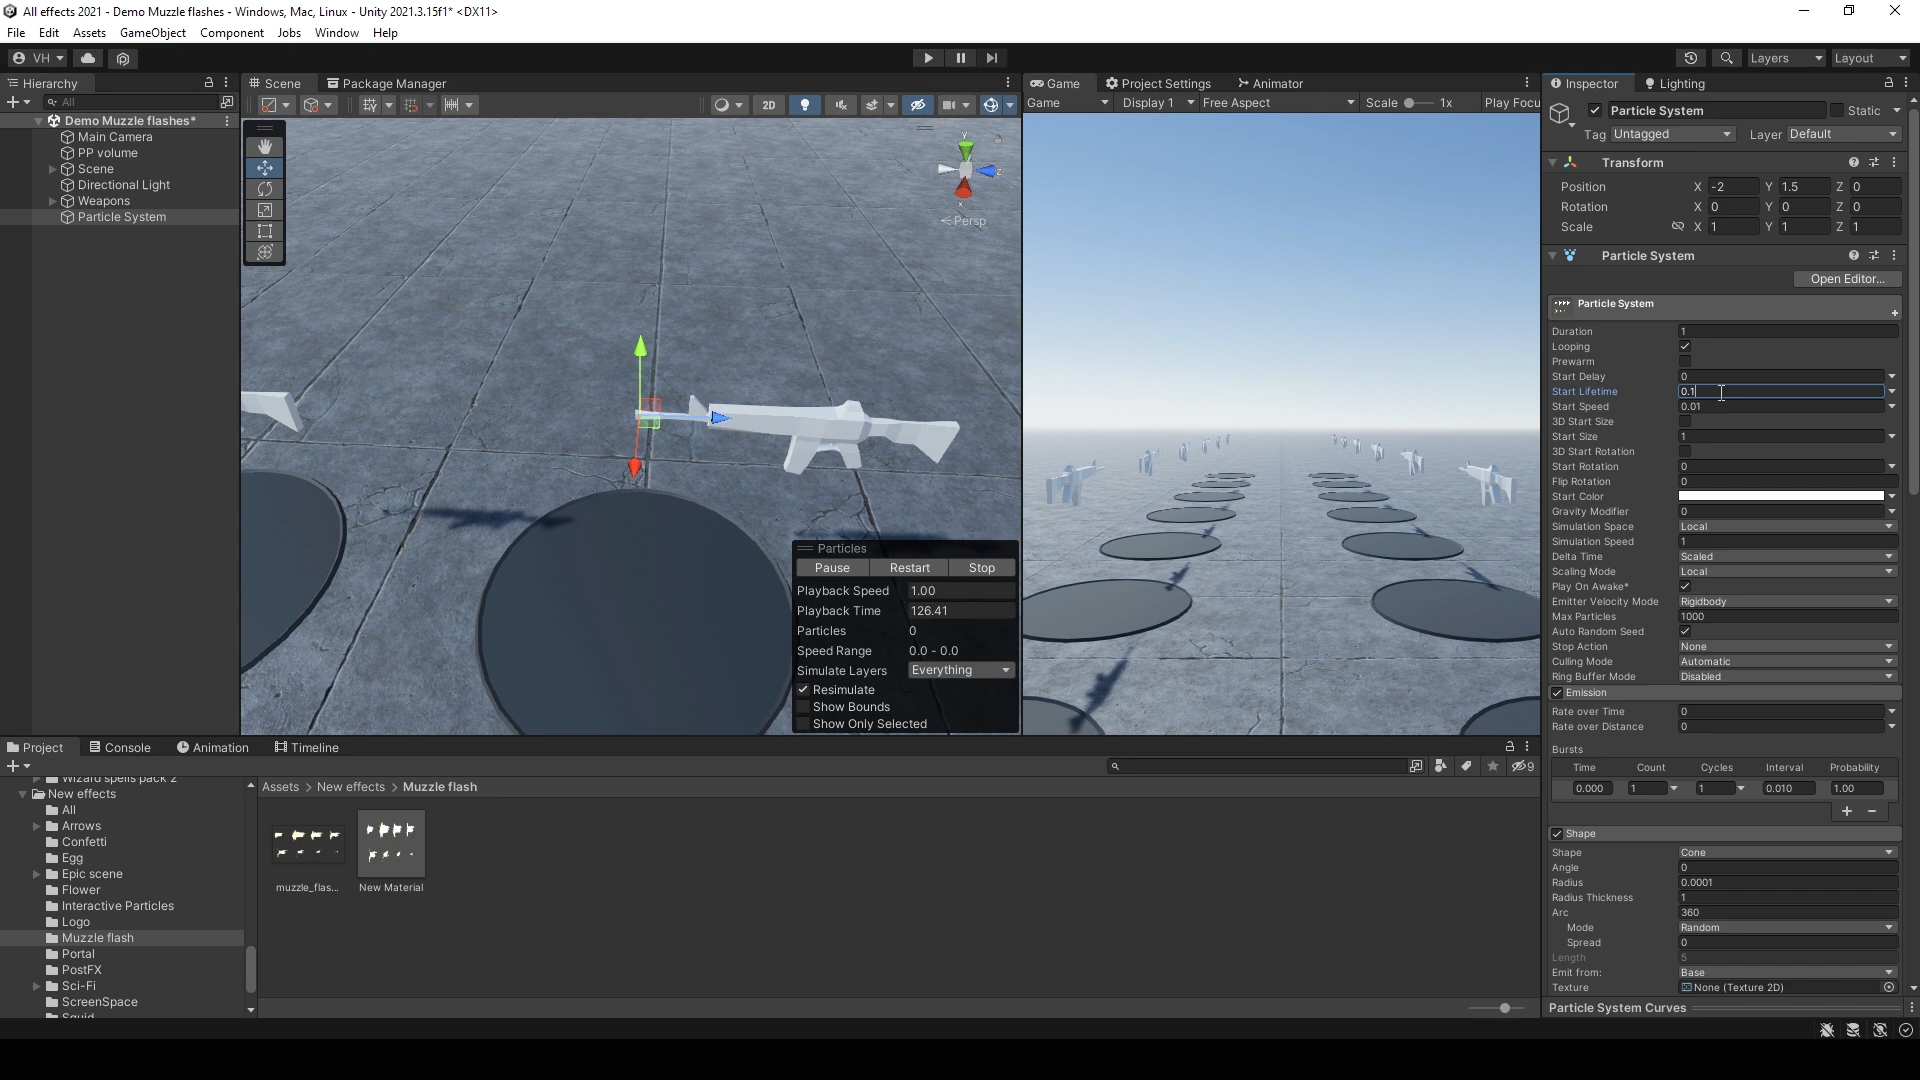 All effects 2021 - Demo Muzzle flashes - Windows, Mac, Linux - Unity 2021.3.15f1* <DX11>
File Edit Assets GameObject Component Jobs Window Help
VH Layers Layout
Hierarchy
All
Demo Muzzle flashes*
Main Camera
PP volume
Scene
Directional Light
Weapons
Particle System
Scene Package Manager
2D
y
z
Persp
Particles
Pause Restart Stop
Playback Speed 1.00
Playback Time 126.41
Particles 0
Speed Range 0.0 - 0.0
Simulate Layers Everything
Resimulate
Show Bounds
Show Only Selected
Game Project Settings Animator
Game Display 1 Free Aspect Scale 1x Play Focu
Inspector Lighting
Particle System Static
Tag Untagged Layer Default
Transform
Position X -2 Y 1.5 Z 0
Rotation X 0 Y 0 Z 0
Scale X 1 Y 1 Z 1
Particle System
Open Editor...
Particle System
Duration 1
Looping
Prewarm
Start Delay 0
Start Lifetime 0.1
Start Speed 0.01
3D Start Size
Start Size 1
3D Start Rotation
Start Rotation 0
Flip Rotation 0
Start Color
Gravity Modifier 0
Simulation Space Local
Simulation Speed 1
Delta Time Scaled
Scaling Mode Local
Play On Awake*
Emitter Velocity Mode Rigidbody
Max Particles 1000
Auto Random Seed
Stop Action None
Culling Mode Automatic
Ring Buffer Mode Disabled
Emission
Rate over Time 0
Rate over Distance 0
Bursts
Time Count Cycles Interval Probability
0.000 1 1 0.010 1.00
Shape
Shape Cone
Angle 0
Radius 0.0001
Radius Thickness 1
Arc 360
Mode Random
Spread 0
Length 5
Emit from: Base
Texture None (Texture 2D)
Particle System Curves
Project Console Animation Timeline
9
Wizard spells pack 2
New effects
All
Arrows
Confetti
Egg
Epic scene
Flower
Interactive Particles
Logo
Muzzle flash
Portal
PostFX
Sci-Fi
ScreenSpace
Squid
Assets > New effects > Muzzle flash
muzzle_flas... New Material